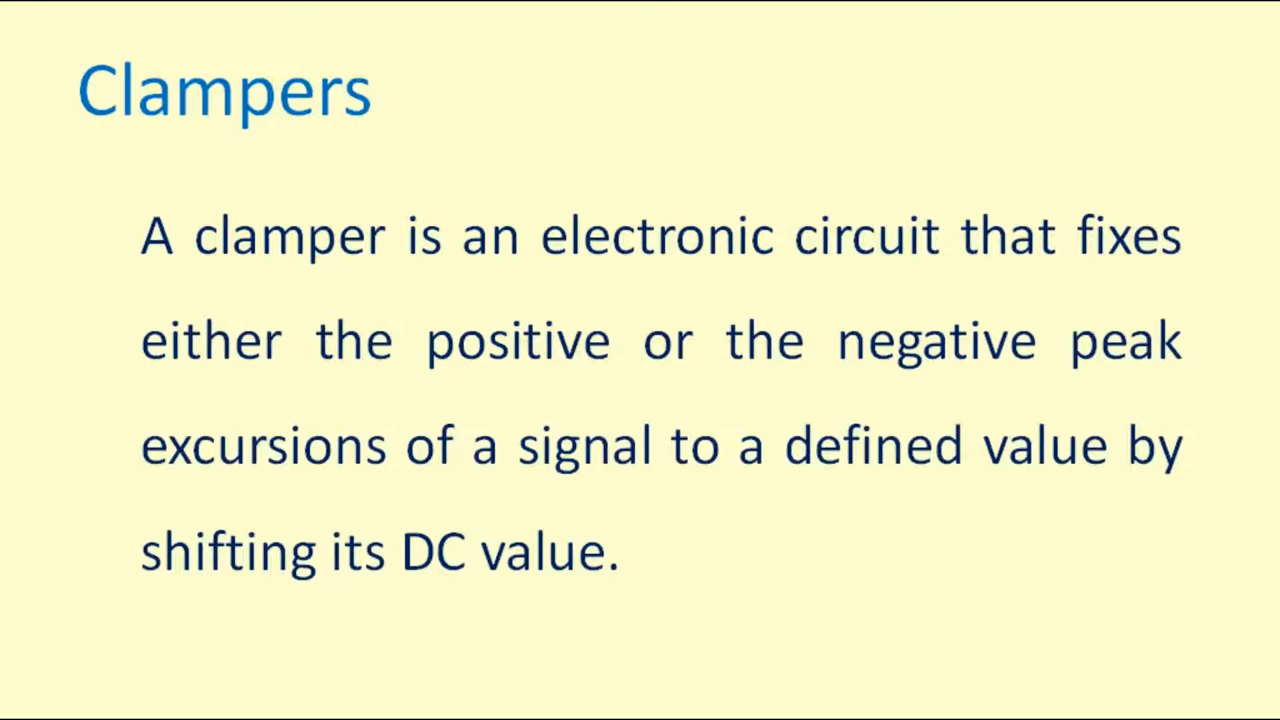 Clampers
A clamper is an electronic circuit that fixes
either the positive or the negative peak
excursions of a signal to a defined value by
shifting its DC value.